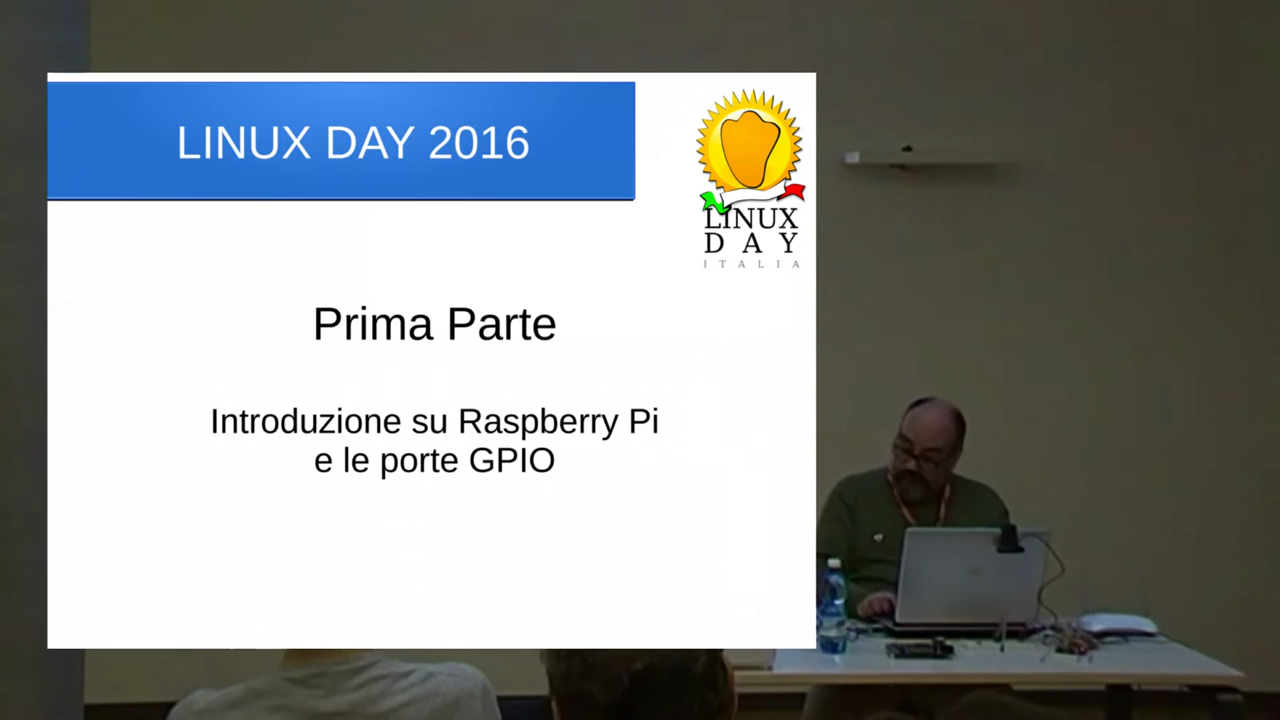 LINUX DAY 2016
LINUX
DAY
ITALIA
Prima Parte
Introduzione su Raspberry Pi
e le porte GPIO